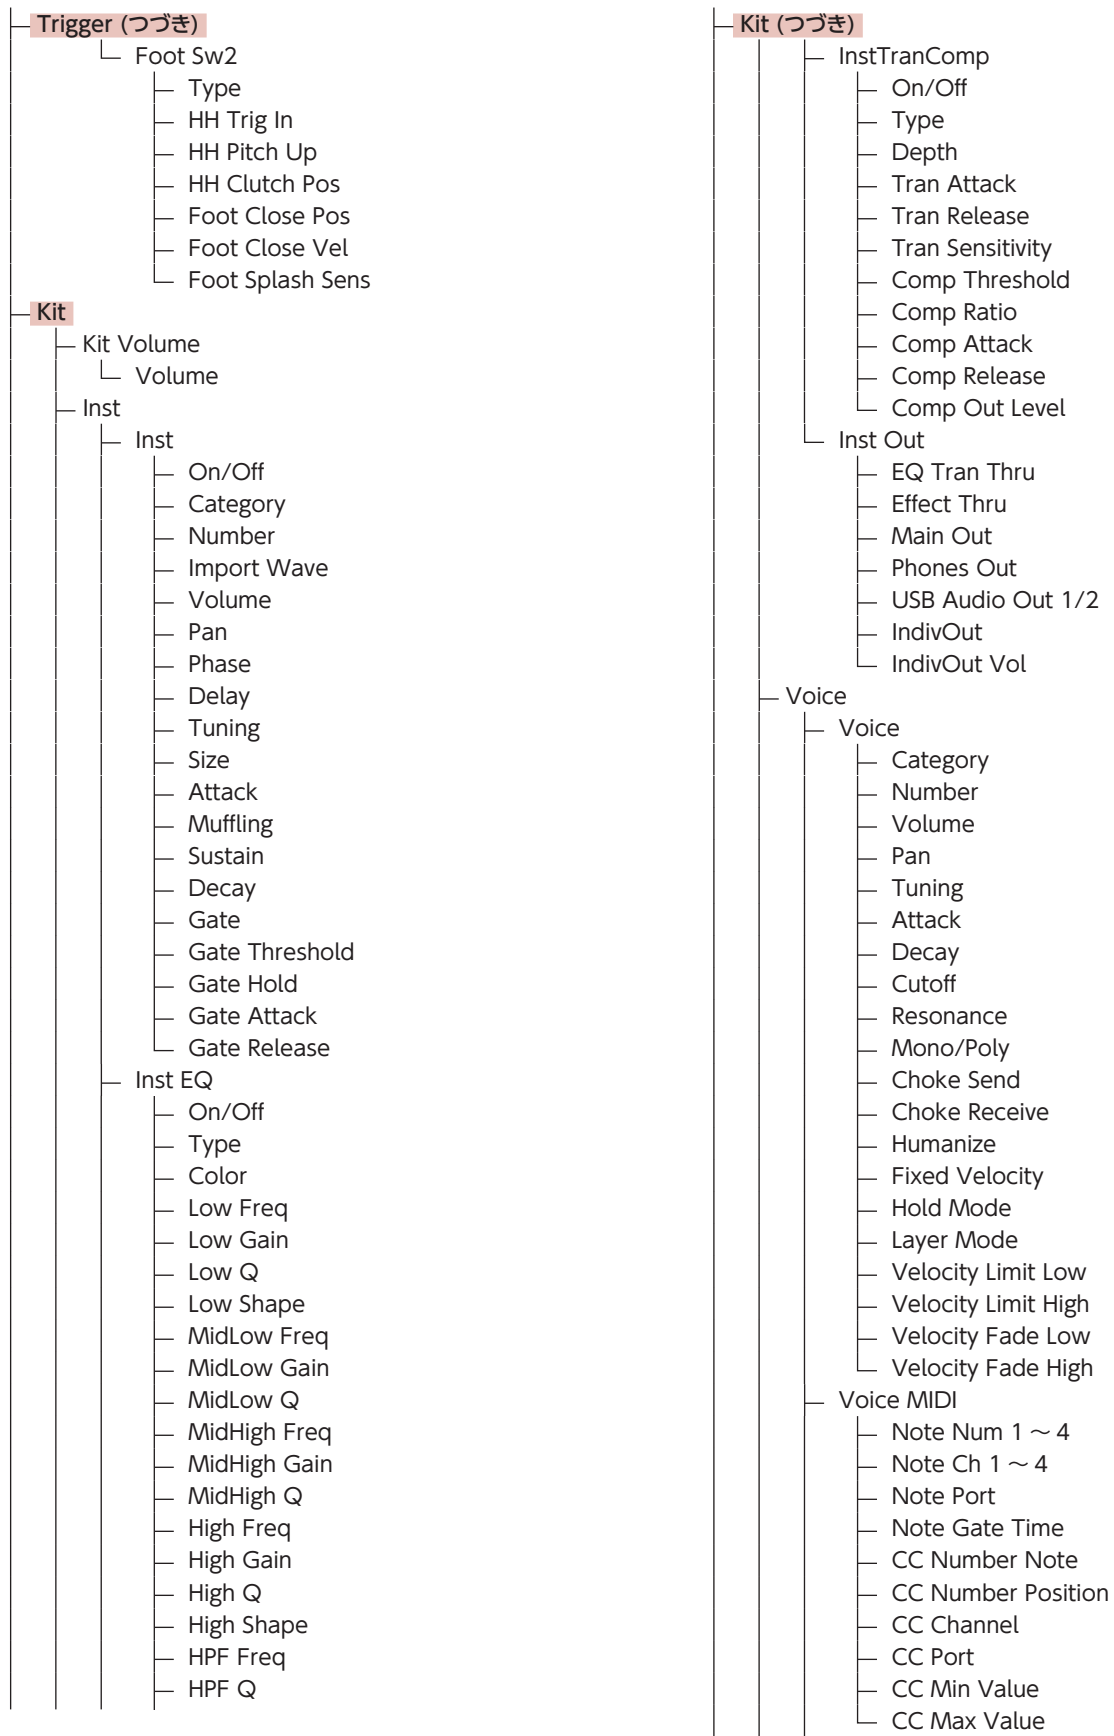 Trigger (つづき)
Foot Sw2
Type
HH Trig In
HH Pitch Up
HH Clutch Pos
Foot Close Pos
Foot Close Vel
Foot Splash Sens
Kit
Kit Volume
Volume
Inst
Inst
On/Off
Category
Number
Import Wave
Volume
Pan
Phase
Delay
Tuning
Size
Attack
Muffling
Sustain
Decay
Gate
Gate Threshold
Gate Hold
Gate Attack
Gate Release
Inst EQ
On/Off
Type
Color
Low Freq
Low Gain
Low Q
Low Shape
MidLow Freq
MidLow Gain
MidLow Q
MidHigh Freq
MidHigh Gain
MidHigh Q
High Freq
High Gain
High Q
High Shape
HPF Freq
HPF Q
Kit (つづき)
InstTranComp
On/Off
Type
Depth
Tran Attack
Tran Release
Tran Sensitivity
Comp Threshold
Comp Ratio
Comp Attack
Comp Release
Comp Out Level
Inst Out
EQ Tran Thru
Effect Thru
Main Out
Phones Out
USB Audio Out 1/2
IndivOut
IndivOut Vol
Voice
Voice
Category
Number
Volume
Pan
Tuning
Attack
Decay
Cutoff
Resonance
Mono/Poly
Choke Send
Choke Receive
Humanize
Fixed Velocity
Hold Mode
Layer Mode
Velocity Limit Low
Velocity Limit High
Velocity Fade Low
Velocity Fade High
Voice MIDI
Note Num 1 ～ 4
Note Ch 1 ～ 4
Note Port
Note Gate Time
CC Number Note
CC Number Position
CC Channel
CC Port
CC Min Value
CC Max Value